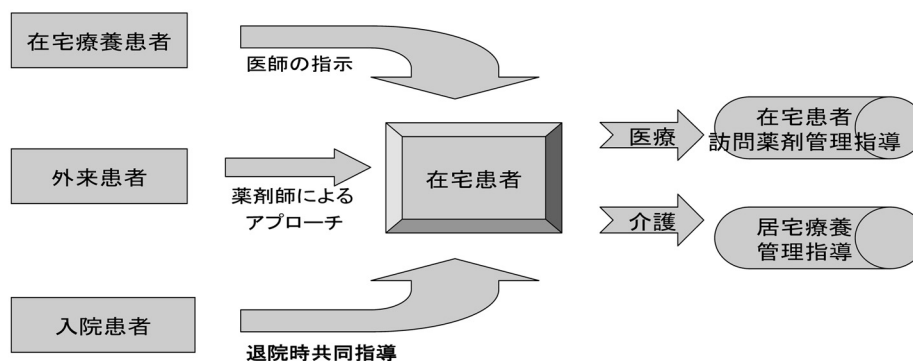 在宅療養患者
医師の指示
外来患者
薬剤師による
アプローチ
入院患者
退院時共同指導
在宅患者
医療
在宅患者
訪問薬剤管理指導
介護
居宅療養
管理指導